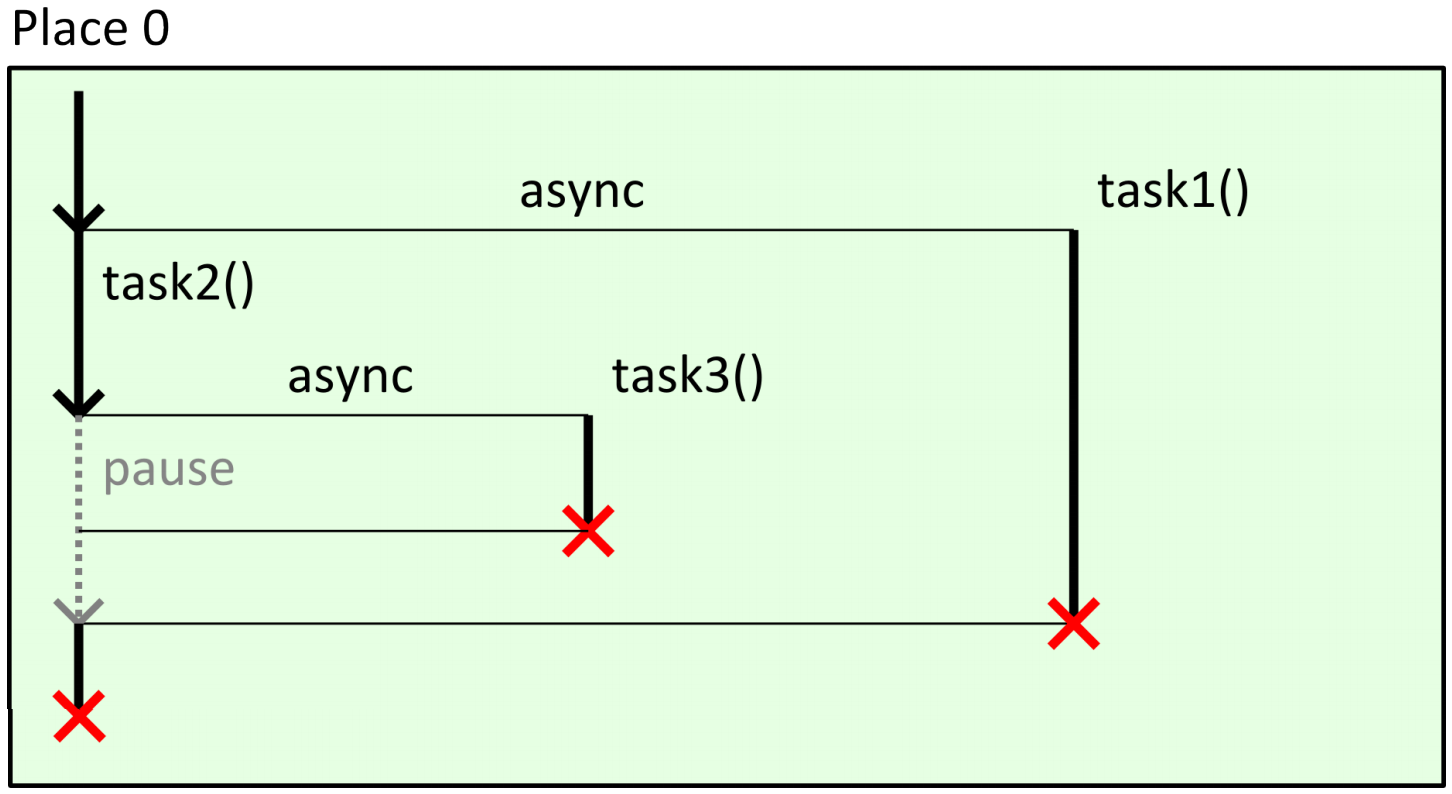 Place 0
async task1()
task2()
async task3()
pause